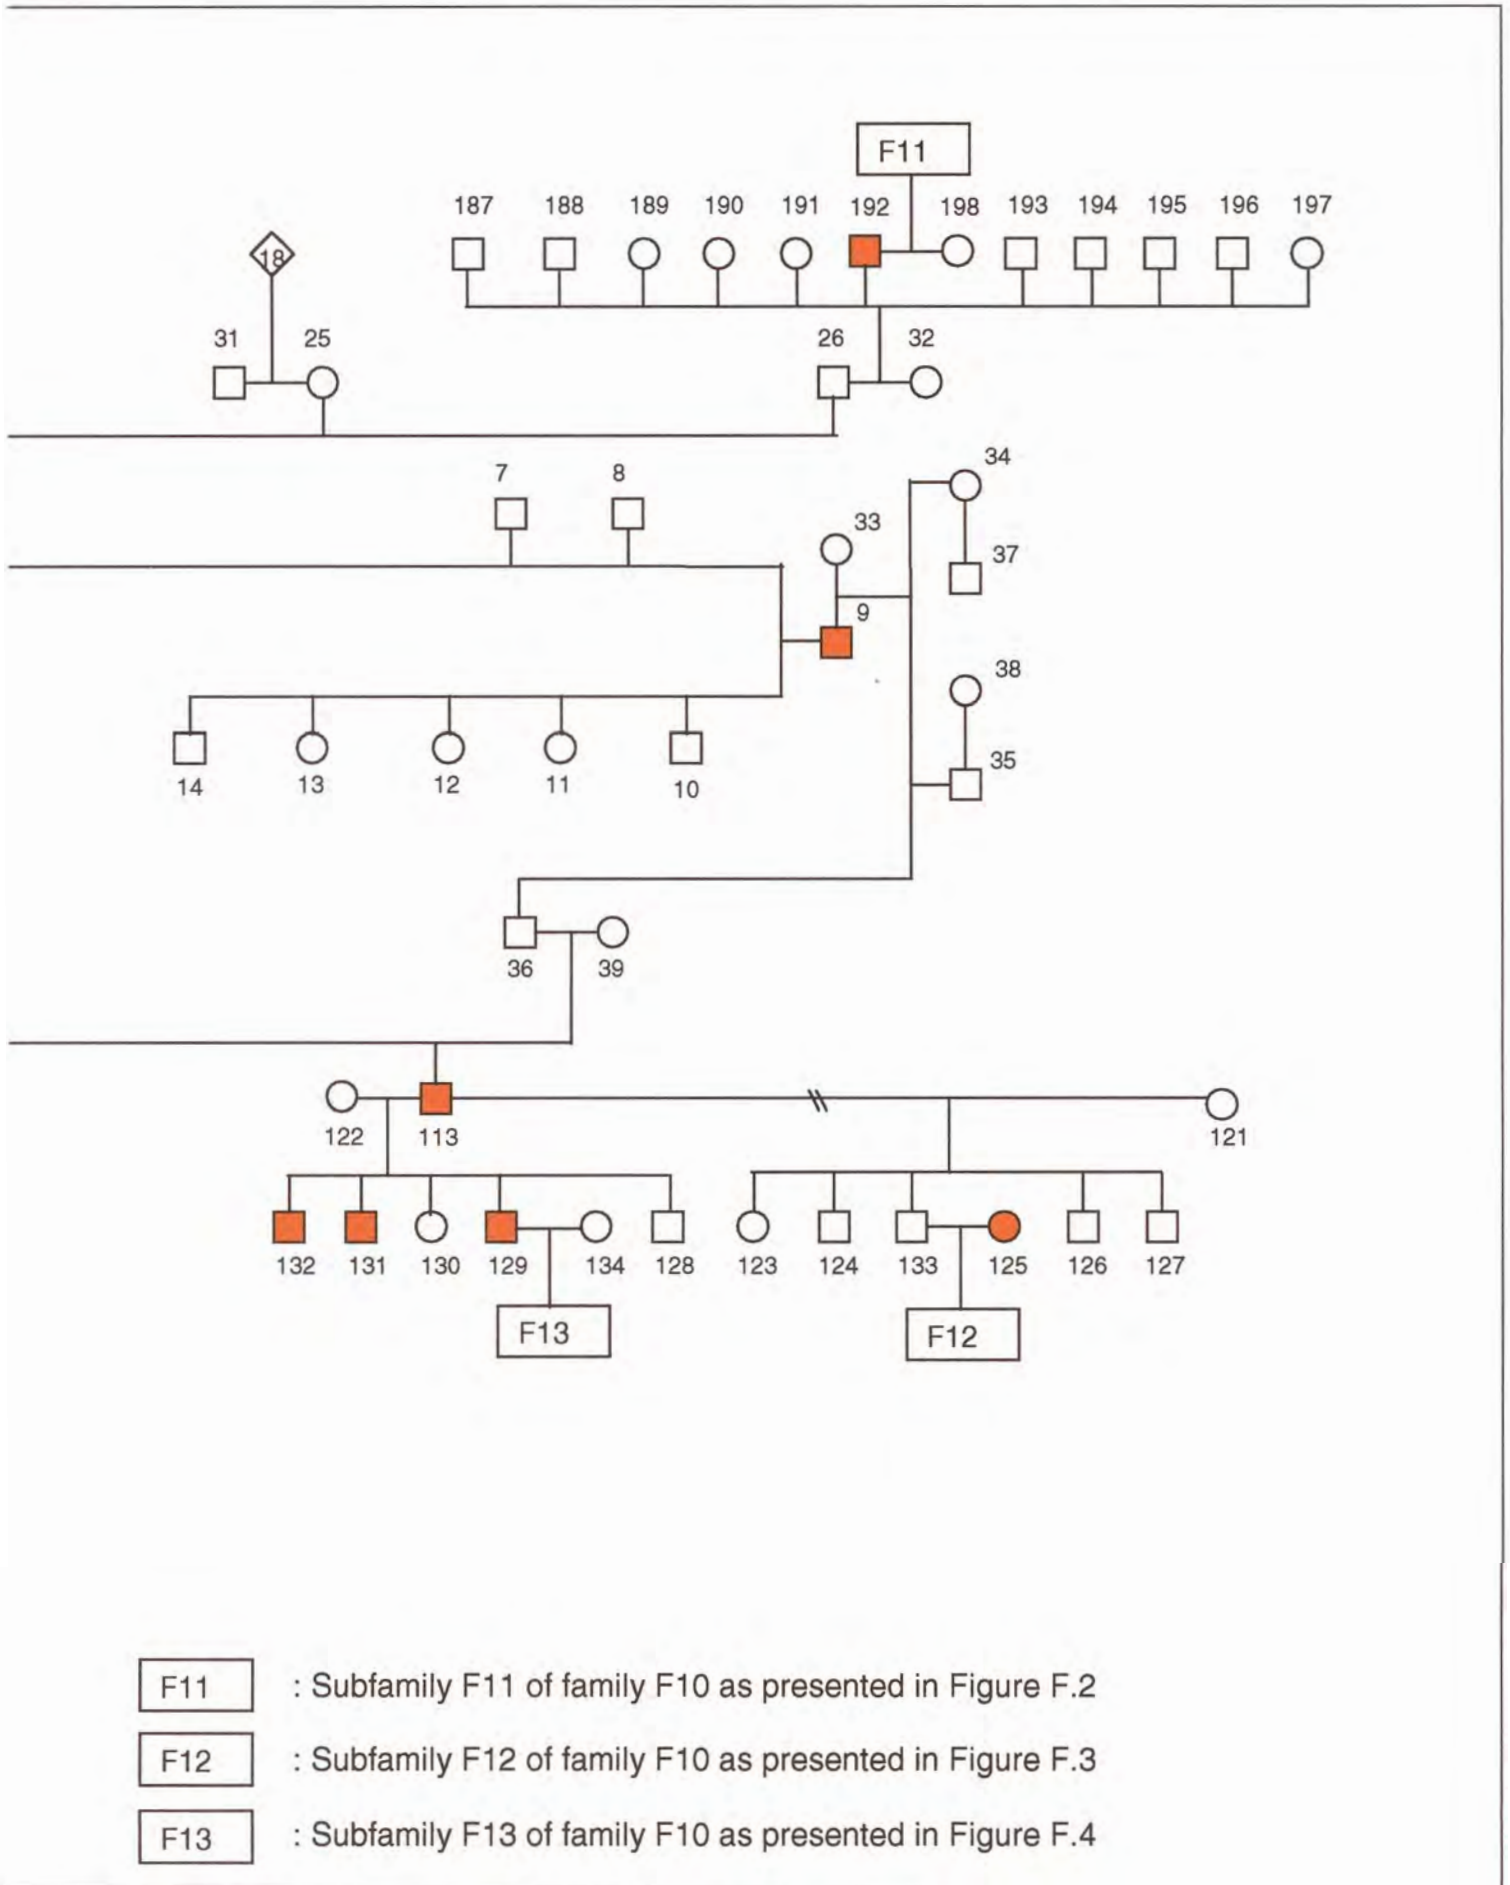 F11
187 188 189 190 191 192 198 193 194 195 196 197
18
31 25 26 32
34
7 8
33
37
9
38
35
14 13 12 11 10
36 39
122 113 121
132 131 130 129 134 128 123 124 133 125 126 127
F13 F12
F11 : Subfamily F11 of family F10 as presented in Figure F.2
F12 : Subfamily F12 of family F10 as presented in Figure F.3
F13 : Subfamily F13 of family F10 as presented in Figure F.4